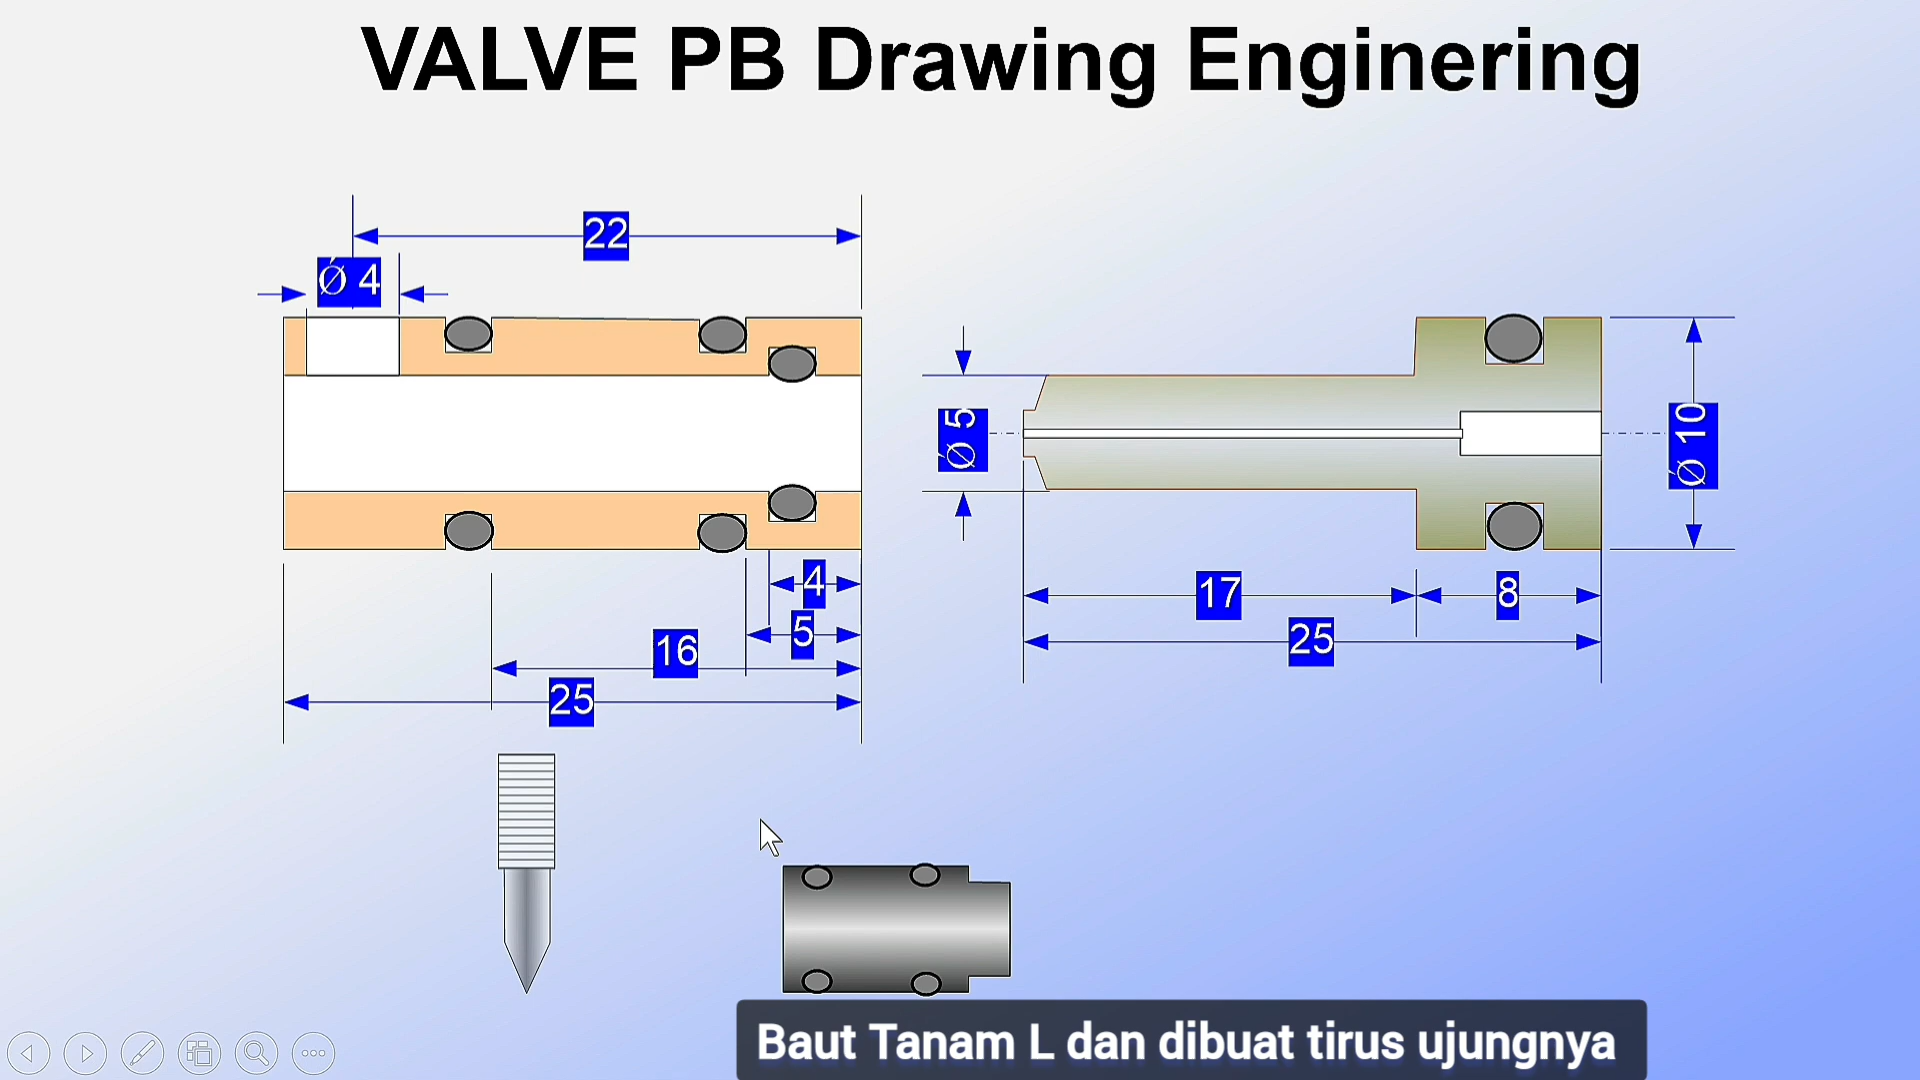 VALVE PB Drawing Enginering
22
Ø 4
Ø 5
Ø 10
4
5
16
25
17
8
25
Baut Tanam L dan dibuat tirus ujungnya